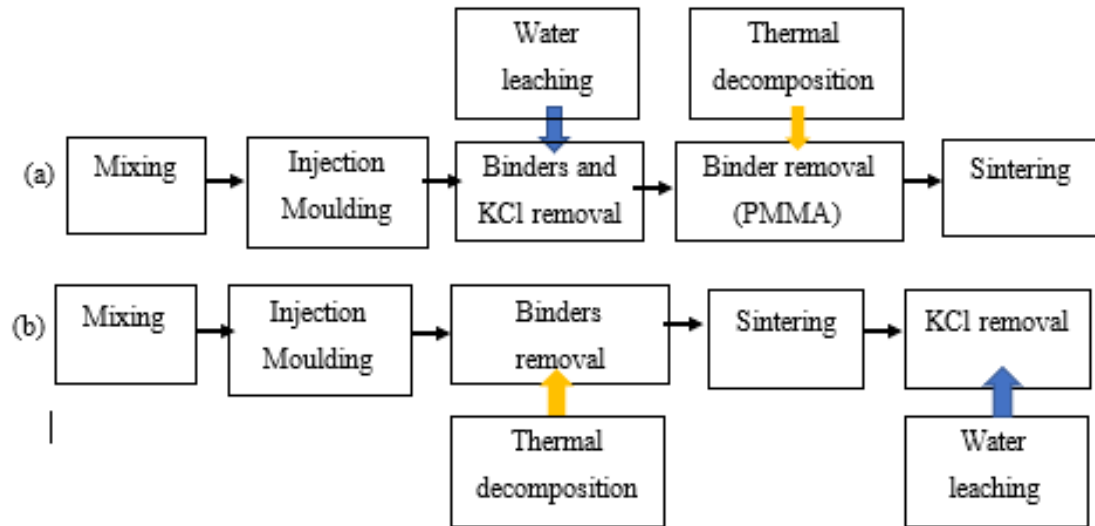 Water
leaching
Thermal
decomposition
(a)
Mixing
Injection
Moulding
Binders and
KCl removal
Binder removal
(PMMA)
Sintering
(b)
Mixing
Injection
Moulding
Binders
removal
Sintering
KCl removal
Thermal
decomposition
Water
leaching